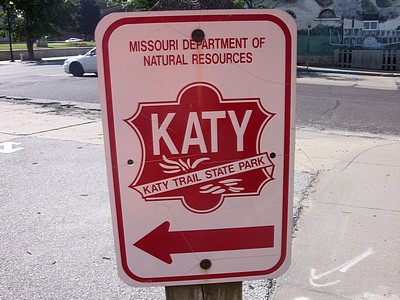 MISSOURI DEPARTMENT OF
NATURAL RESOURCES
KATY
KATY TRAIL STATE PARK